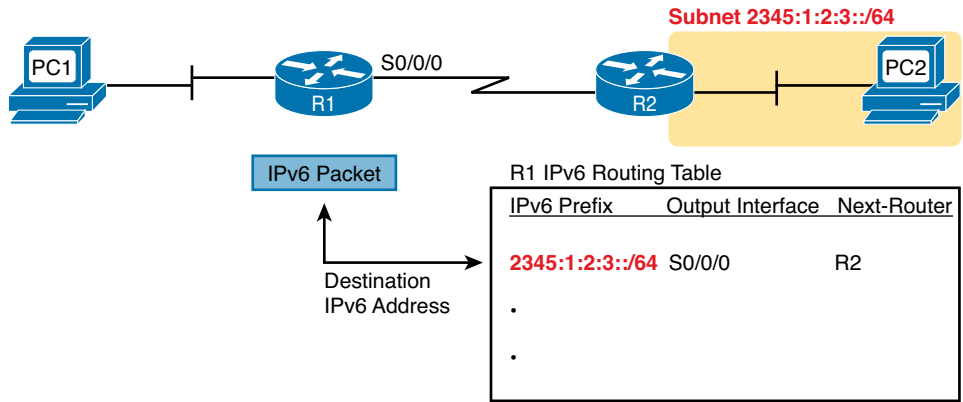 Subnet 2345:1:2:3::/64
PC1
S0/0/0
R1
R2
PC2
IPv6 Packet
Destination
IPv6 Address
R1 IPv6 Routing Table
IPv6 Prefix Output Interface Next-Router
2345:1:2:3::/64 S0/0/0 R2
.
.